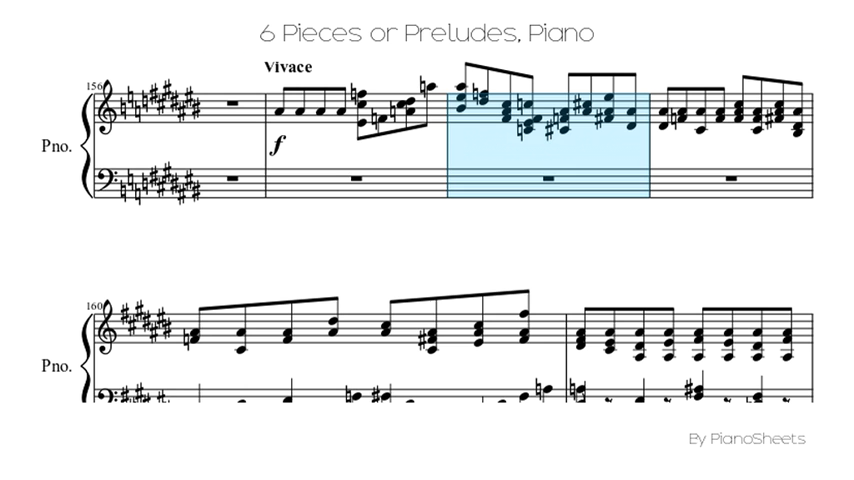 6 Pieces or Preludes, Piano
Vivace
156
Pno.
f
160
Pno.
By PianoSheets